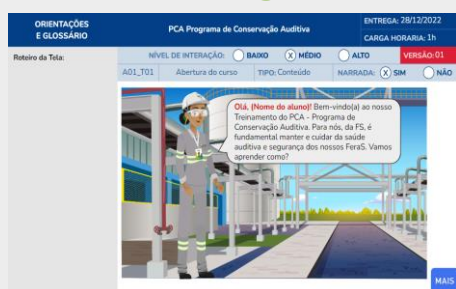 ORIENTAÇÕES
E GLOSSÁRIO
PCA Programa de Conservação Auditiva
ENTREGA: 28/12/2022
CARGA HORARIA: 1h
Roteiro da Tela:
NÍVEL DE INTERAÇÃO: BAIXO (X) MÉDIO ALTO VERSÃO:01
A01_T01 Abertura do curso TIPO: Conteúdo NARRADA: (X) SIM NÃO
Olá, (Nome do aluno)! Bem-vindo(a) ao nosso
Treinamento do PCA - Programa de
Conservação Auditiva. Para nós, da FS, é
fundamental manter e cuidar da saúde
auditiva e segurança dos nossos FeraS. Vamos
aprender como?
MAIS